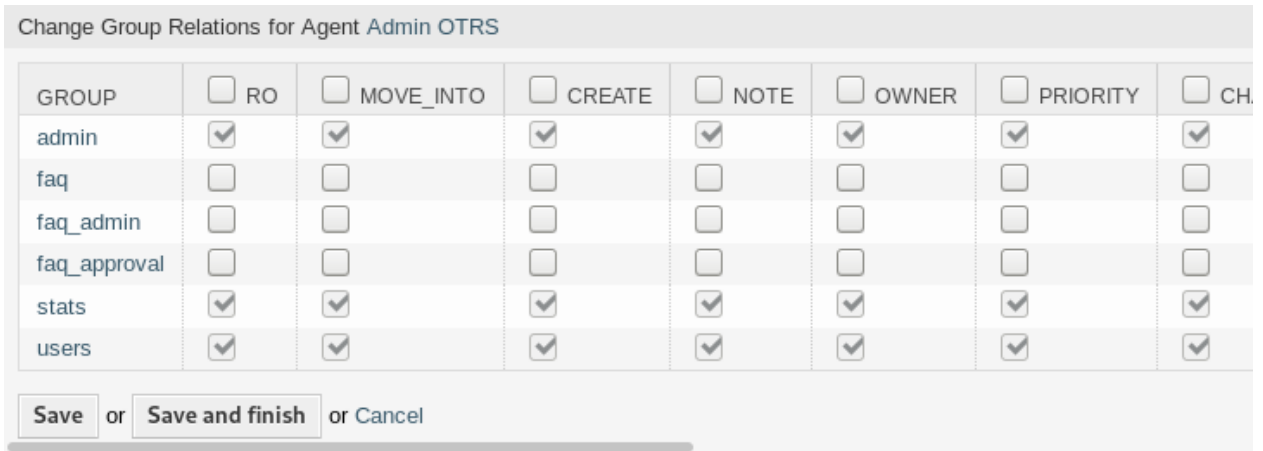 Change Group Relations for Agent Admin OTRS
GROUP RO MOVE_INTO CREATE NOTE OWNER PRIORITY
admin
faq
faq_admin
faq_approval
stats
users
Save or Save and finish or Cancel